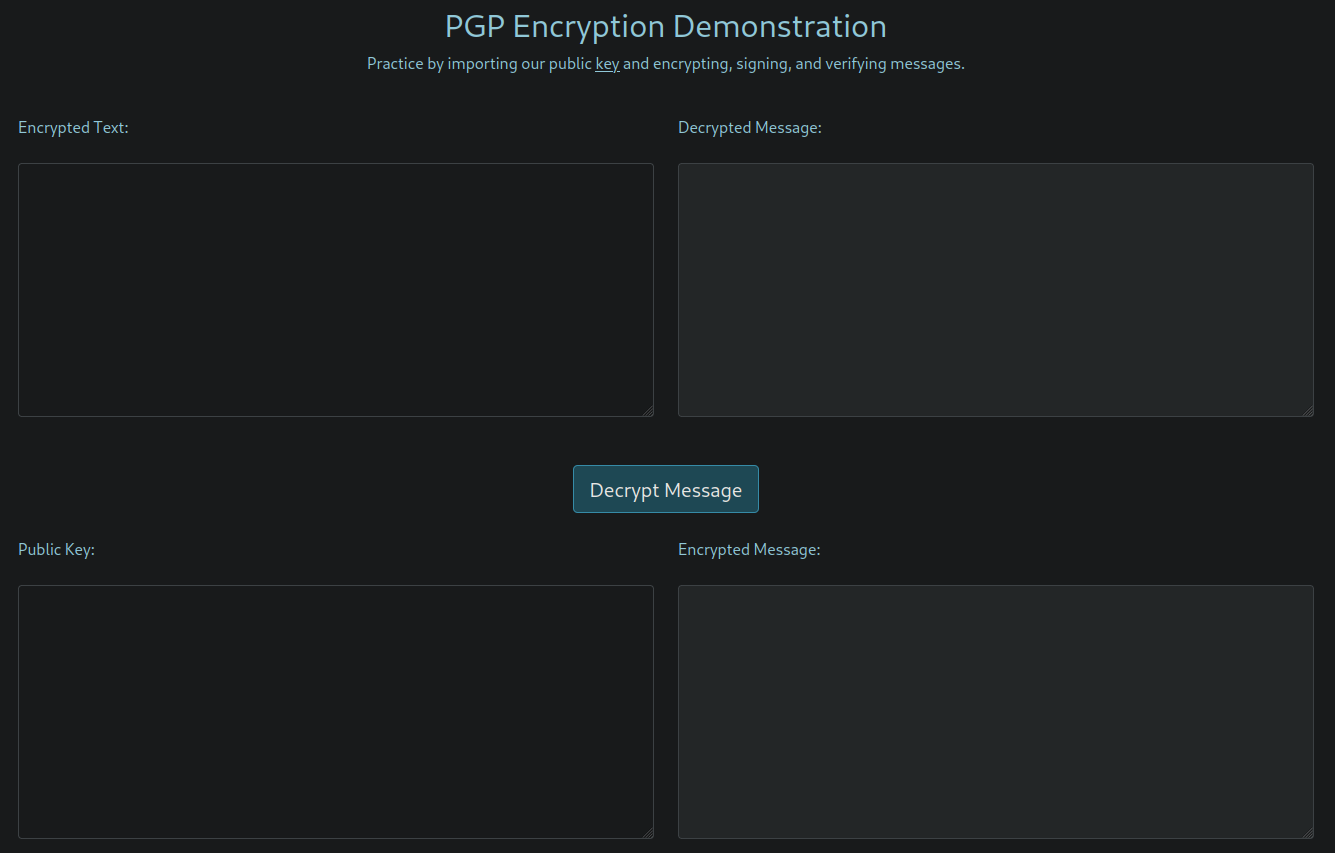 PGP Encryption Demonstration
Practice by importing our public key and encrypting, signing, and verifying messages.
Encrypted Text:
Decrypted Message:
Decrypt Message
Public Key:
Encrypted Message: